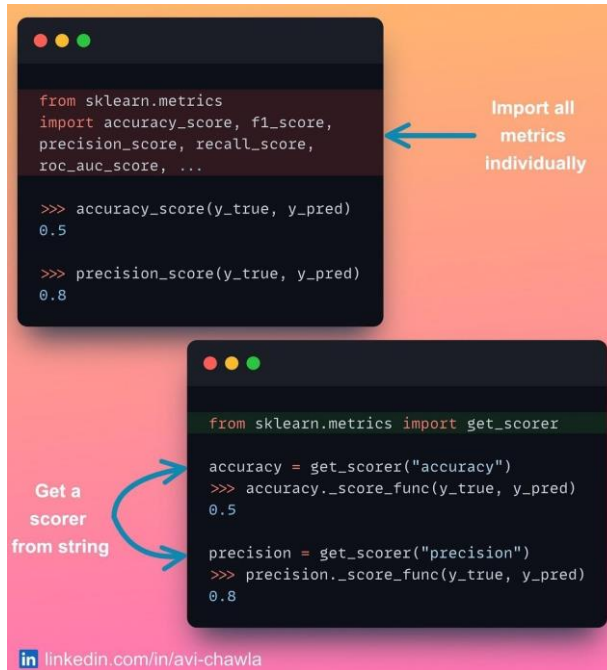 from sklearn.metrics
import accuracy_score, f1_score,
precision_score, recall_score,
roc_auc_score, ...
>>> accuracy_score(y_true, y_pred)
0.5
>>> precision_score(y_true, y_pred)
0.8
Import all
metrics
individually
from sklearn.metrics import get_scorer
accuracy = get_scorer("accuracy")
>>> accuracy._score_func(y_true, y_pred)
0.5
precision = get_scorer("precision")
>>> precision._score_func(y_true, y_pred)
0.8
Get a
scorer
from string
in linkedin.com/in/avi-chawla